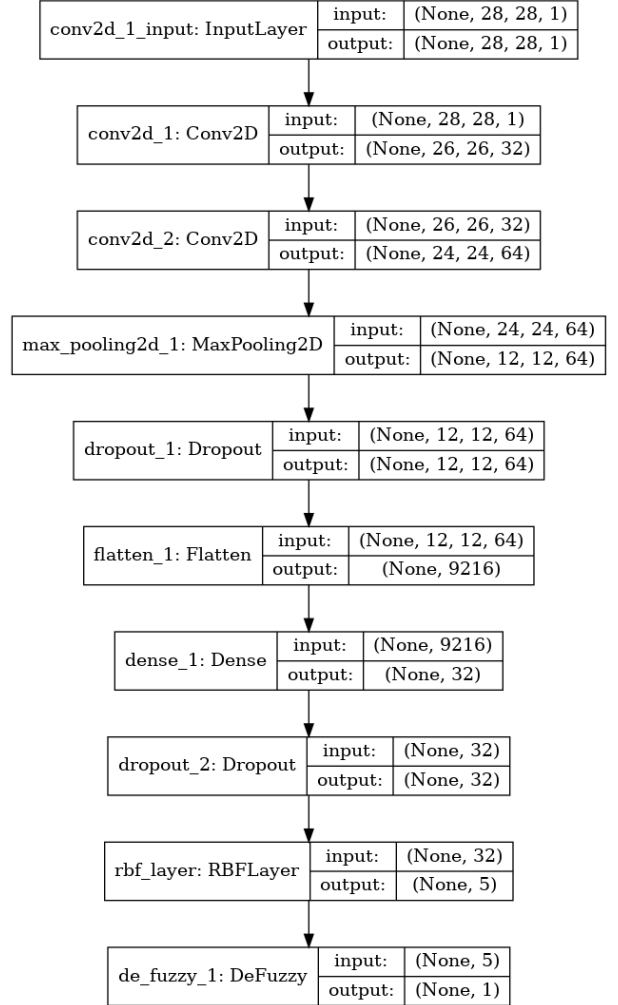 conv2d_1_input: InputLayer
input: (None, 28, 28, 1)
output: (None, 28, 28, 1)
conv2d_1: Conv2D
input: (None, 28, 28, 1)
output: (None, 26, 26, 32)
conv2d_2: Conv2D
input: (None, 26, 26, 32)
output: (None, 24, 24, 64)
max_pooling2d_1: MaxPooling2D
input: (None, 24, 24, 64)
output: (None, 12, 12, 64)
dropout_1: Dropout
input: (None, 12, 12, 64)
output: (None, 12, 12, 64)
flatten_1: Flatten
input: (None, 12, 12, 64)
output: (None, 9216)
dense_1: Dense
input: (None, 9216)
output: (None, 32)
dropout_2: Dropout
input: (None, 32)
output: (None, 32)
rbf_layer: RBFLayer
input: (None, 32)
output: (None, 5)
de_fuzzy_1: DeFuzzy
input: (None, 5)
output: (None, 1)